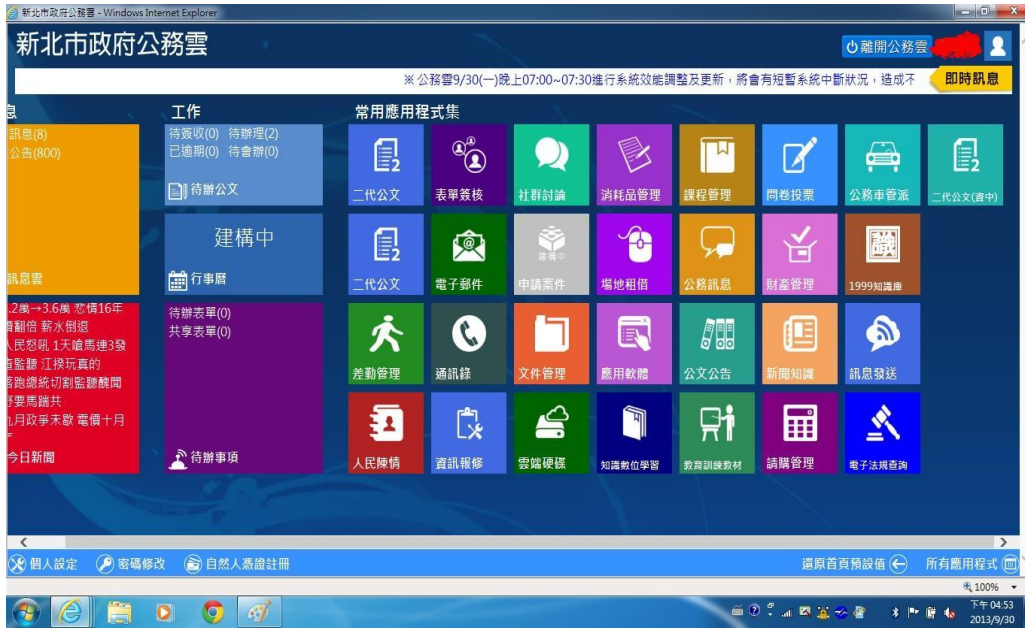 新北市政府公務雲 - Windows Internet Explorer
新北市政府公務雲
離開公務雲
※公務雲9/30(一)晚上07:00~07:30進行系統效能調整及更新，將會有短暫系統中斷狀況，造成不
即時訊息
息
訊息(8)
公告(800)
訊息雲
.2萬→3.6萬 悲情16年
翻倍 薪水倒退
人民怒吼 1天嗆馬連3發
監聽 江揆玩真的
跑總統切割監聽醜聞
要馬踹共
九月政爭未歇 電價十月
今日新聞
工作
待簽收(0) 待辦理(2)
已逾期(0) 待會辦(0)
待辦公文
建構中
行事曆
待辦表單(0)
共享表單(0)
待辦事項
常用應用程式集
二代公文
表單簽核
社群討論
消耗品管理
課程管理
問卷投票
公務車管派
二代公文(資中)
二代公文
電子郵件
建構中
申請案件
場地租借
公務訊息
財產管理
1999知識庫
差勤管理
通訊錄
文件管理
應用軟體
公文公告
新聞知識
訊息發送
人民陳情
資訊報修
雲端硬碟
知識數位學習
教育訓練教材
請購管理
電子法規查詢
個人設定
密碼修改
自然人憑證註冊
還原首頁預設值
所有應用程式
100%
下午 04:53
2013/9/30